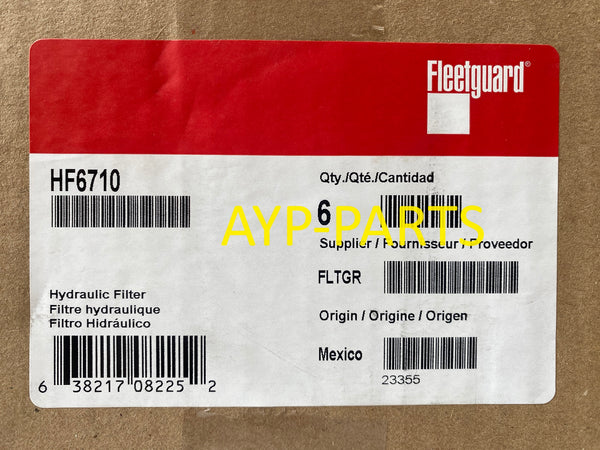 Fleetguard®
HF6710
Qty./Qté./Cantidad
6
AYP-PARTS
Supplier / Fournisseur / Proveedor
FLTGR
Hydraulic Filter
Filtre hydraulique
Filtro Hidráulico
Origin / Origine / Origen
Mexico
23355
6 38217 08225 2